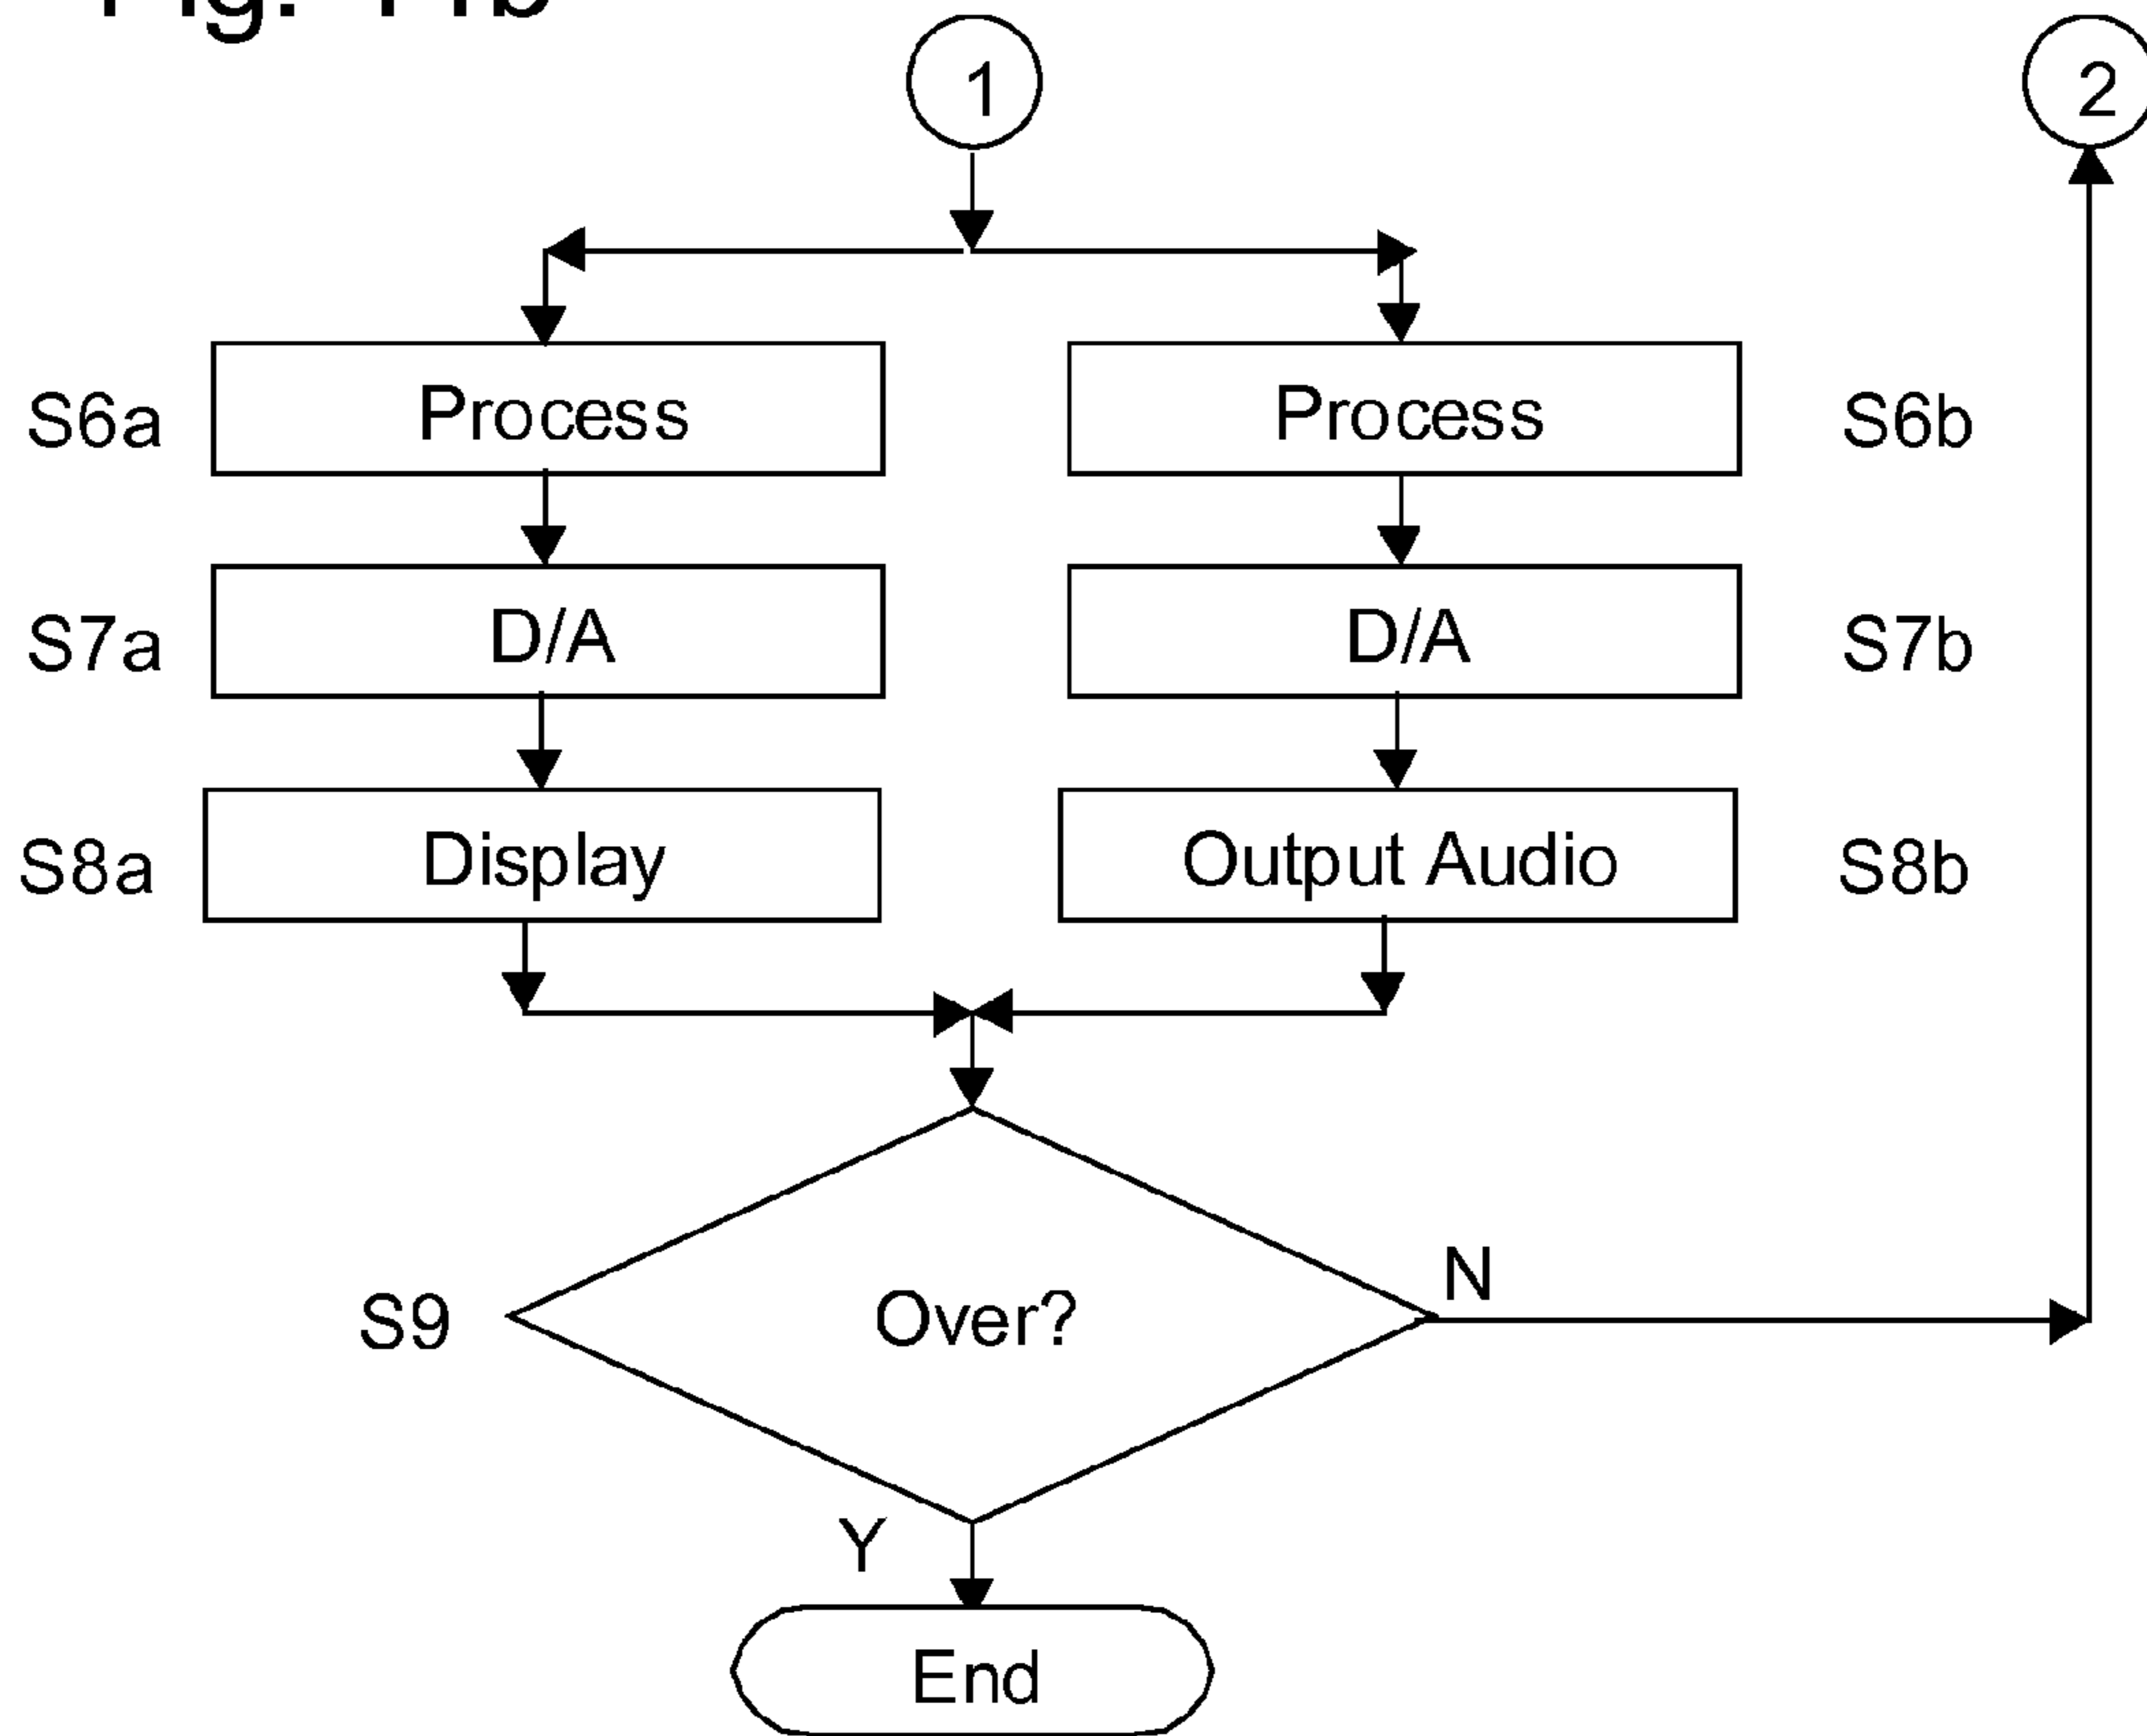 1 2
S6a Process Process S6b
S7a D/A D/A S7b
S8a Display Output Audio S8b
N
S9 Over?
Y
End